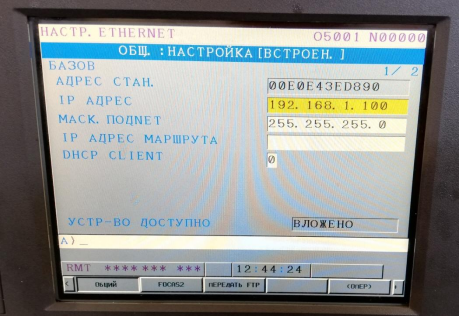 НАСТР. ETHERNET O5001 N00000
ОБЩ. :НАСТРОЙКА[ВСТРОЕН. ]
БАЗОВ 1/ 2
АДРЕС СТАН. 00E0E43ED890
IP АДРЕС 192. 168. 1. 100
МАСК. ПОДNET 255. 255. 255. 0
IP АДРЕС МАРШРУТА
DHCP CLIENT 0
УСТР-ВО ДОСТУПНО ВЛОЖЕНО
A)_
RMT **** *** *** 12:44:24
ОБЩИЙ FOCAS2 ПЕРЕДАТЬ FTP (ОПЕР)